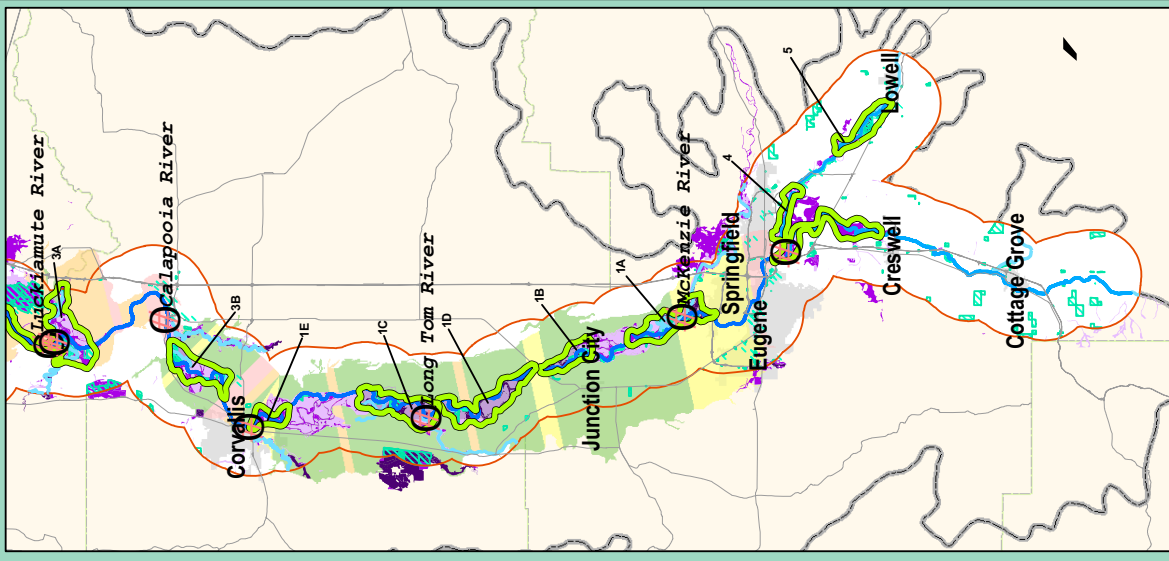 Luckiamute River
3A
Calapooia River
3B
1E
Corvallis
1C
Long Tom River
1D
1B
Junction City
1A
McKenzie River
Springfield
Eugene
4
5
Lowell
Creswell
Cottage Grove